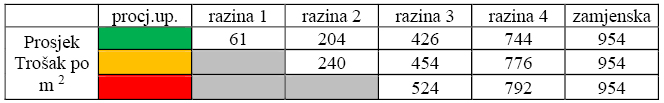 procj.up. razina 1 razina 2 razina 3 razina 4 zamjenska
Prosjek Trošak po m 2
61 204 426 744 954
240 454 776 954
524 792 954